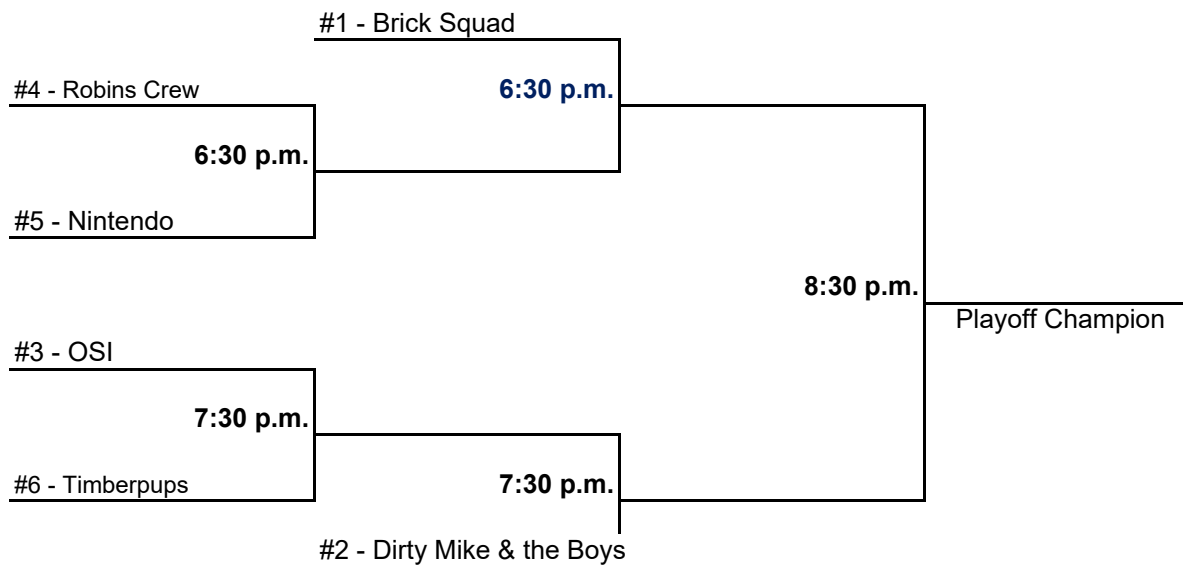 #1 - Brick Squad
#4 - Robins Crew
6:30 p.m.
6:30 p.m.
#5 - Nintendo
8:30 p.m.
Playoff Champion
#3 - OSI
7:30 p.m.
#6 - Timberpups
7:30 p.m.
#2 - Dirty Mike & the Boys